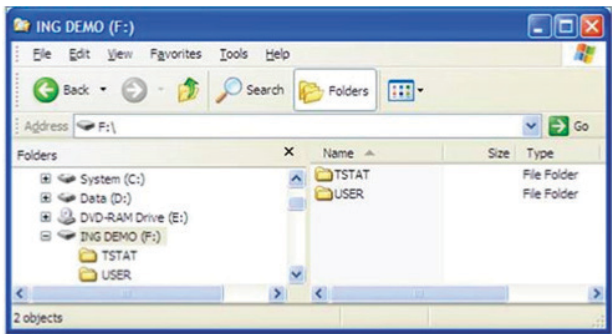 ING DEMO (F:)
File Edit View Favorites Tools Help
Back Search Folders
Address F:\ Go
Folders × Name Size Type
System (C:)
Data (D:)
DVD-RAM Drive (E:)
ING DEMO (F:)
TSTAT
USER
TSTAT File Folder
USER File Folder
2 objects